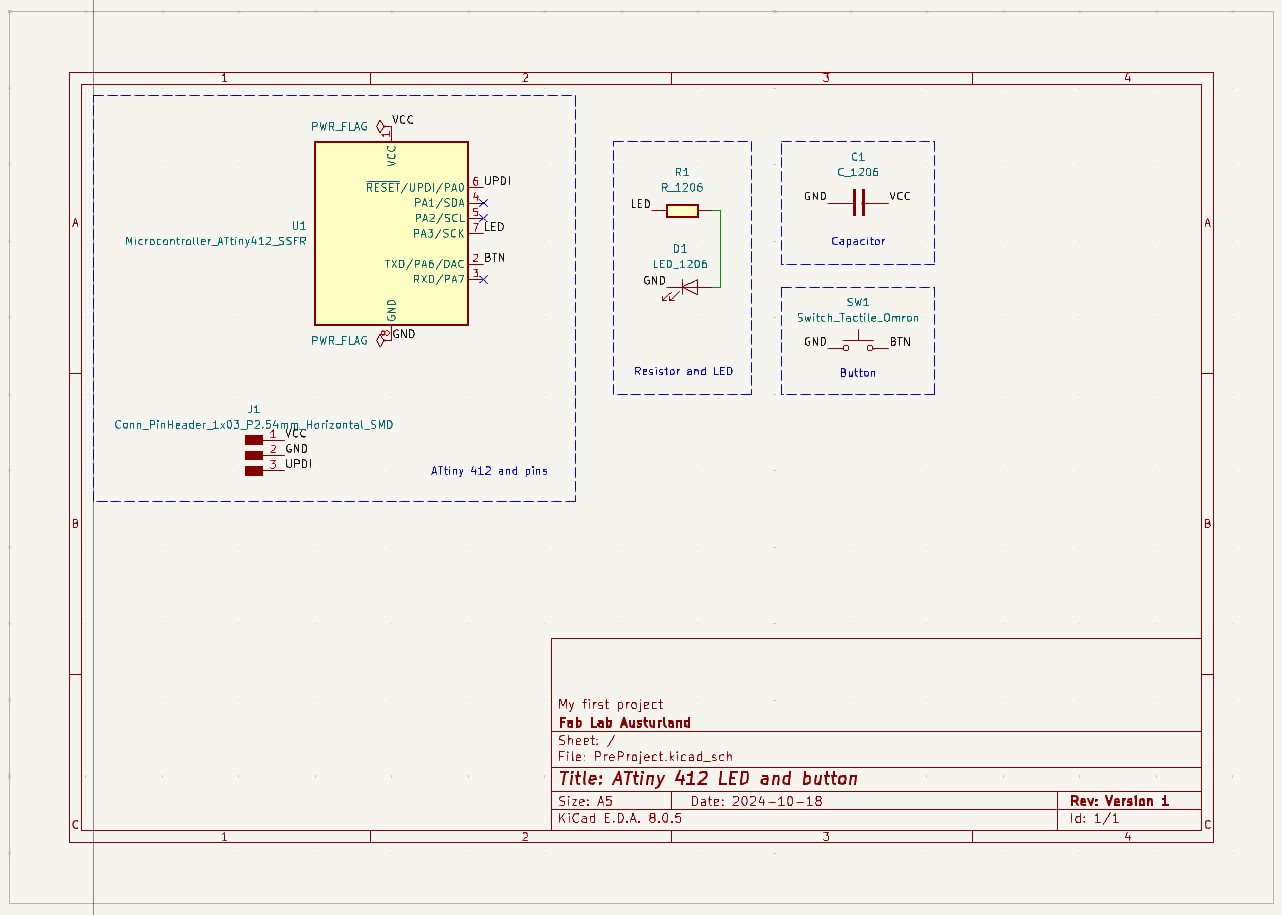 1 2 3 4
PWR_FLAG
VCC
1
VCC
RESET/UPDI/PA0 6 UPDI
PA1/SDA 4
PA2/SCL 5
PA3/SCK 7 LED
TXD/PA6/DAC 2 BTN
RXD/PA7 3
U1
Microcontroller_ATtiny412_SSFR
GND
8
PWR_FLAG
GND
J1
Conn_PinHeader_1x03_P2.54mm_Horizontal_SMD
1 VCC
2 GND
3 UPDI
ATtiny 412 and pins
R1
R_1206
LED
D1
LED_1206
GND
Resistor and LED
C1
C_1206
GND VCC
Capacitor
SW1
Switch_Tactile_Omron
GND BTN
Button
A A
B B
C C
My first project
Fab Lab Austurland
Sheet: /
File: PreProject.kicad_sch
Title: ATtiny 412 LED and button
Size: A5 Date: 2024-10-18 Rev: Version 1
KiCad E.D.A. 8.0.5 Id: 1/1
1 2 3 4